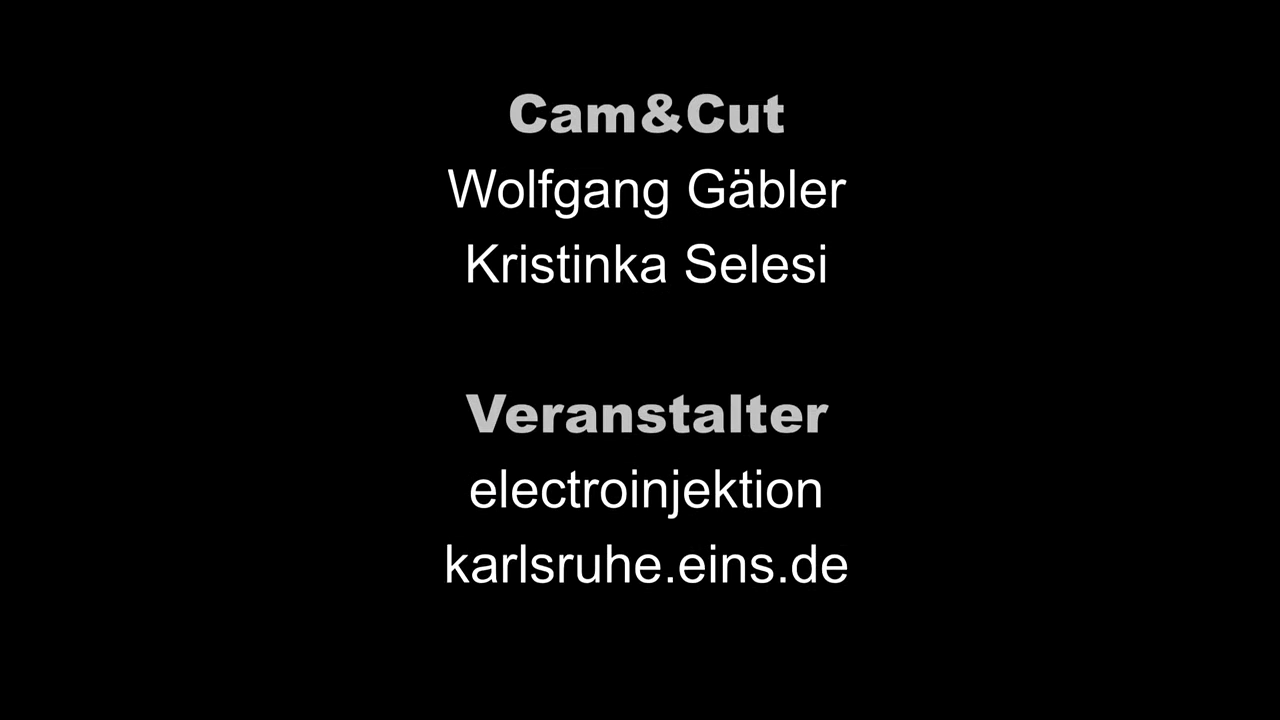 Cam&Cut
Wolfgang Gäbler
Kristinka Selesi
Veranstalter
electroinjektion
karlsruhe.eins.de